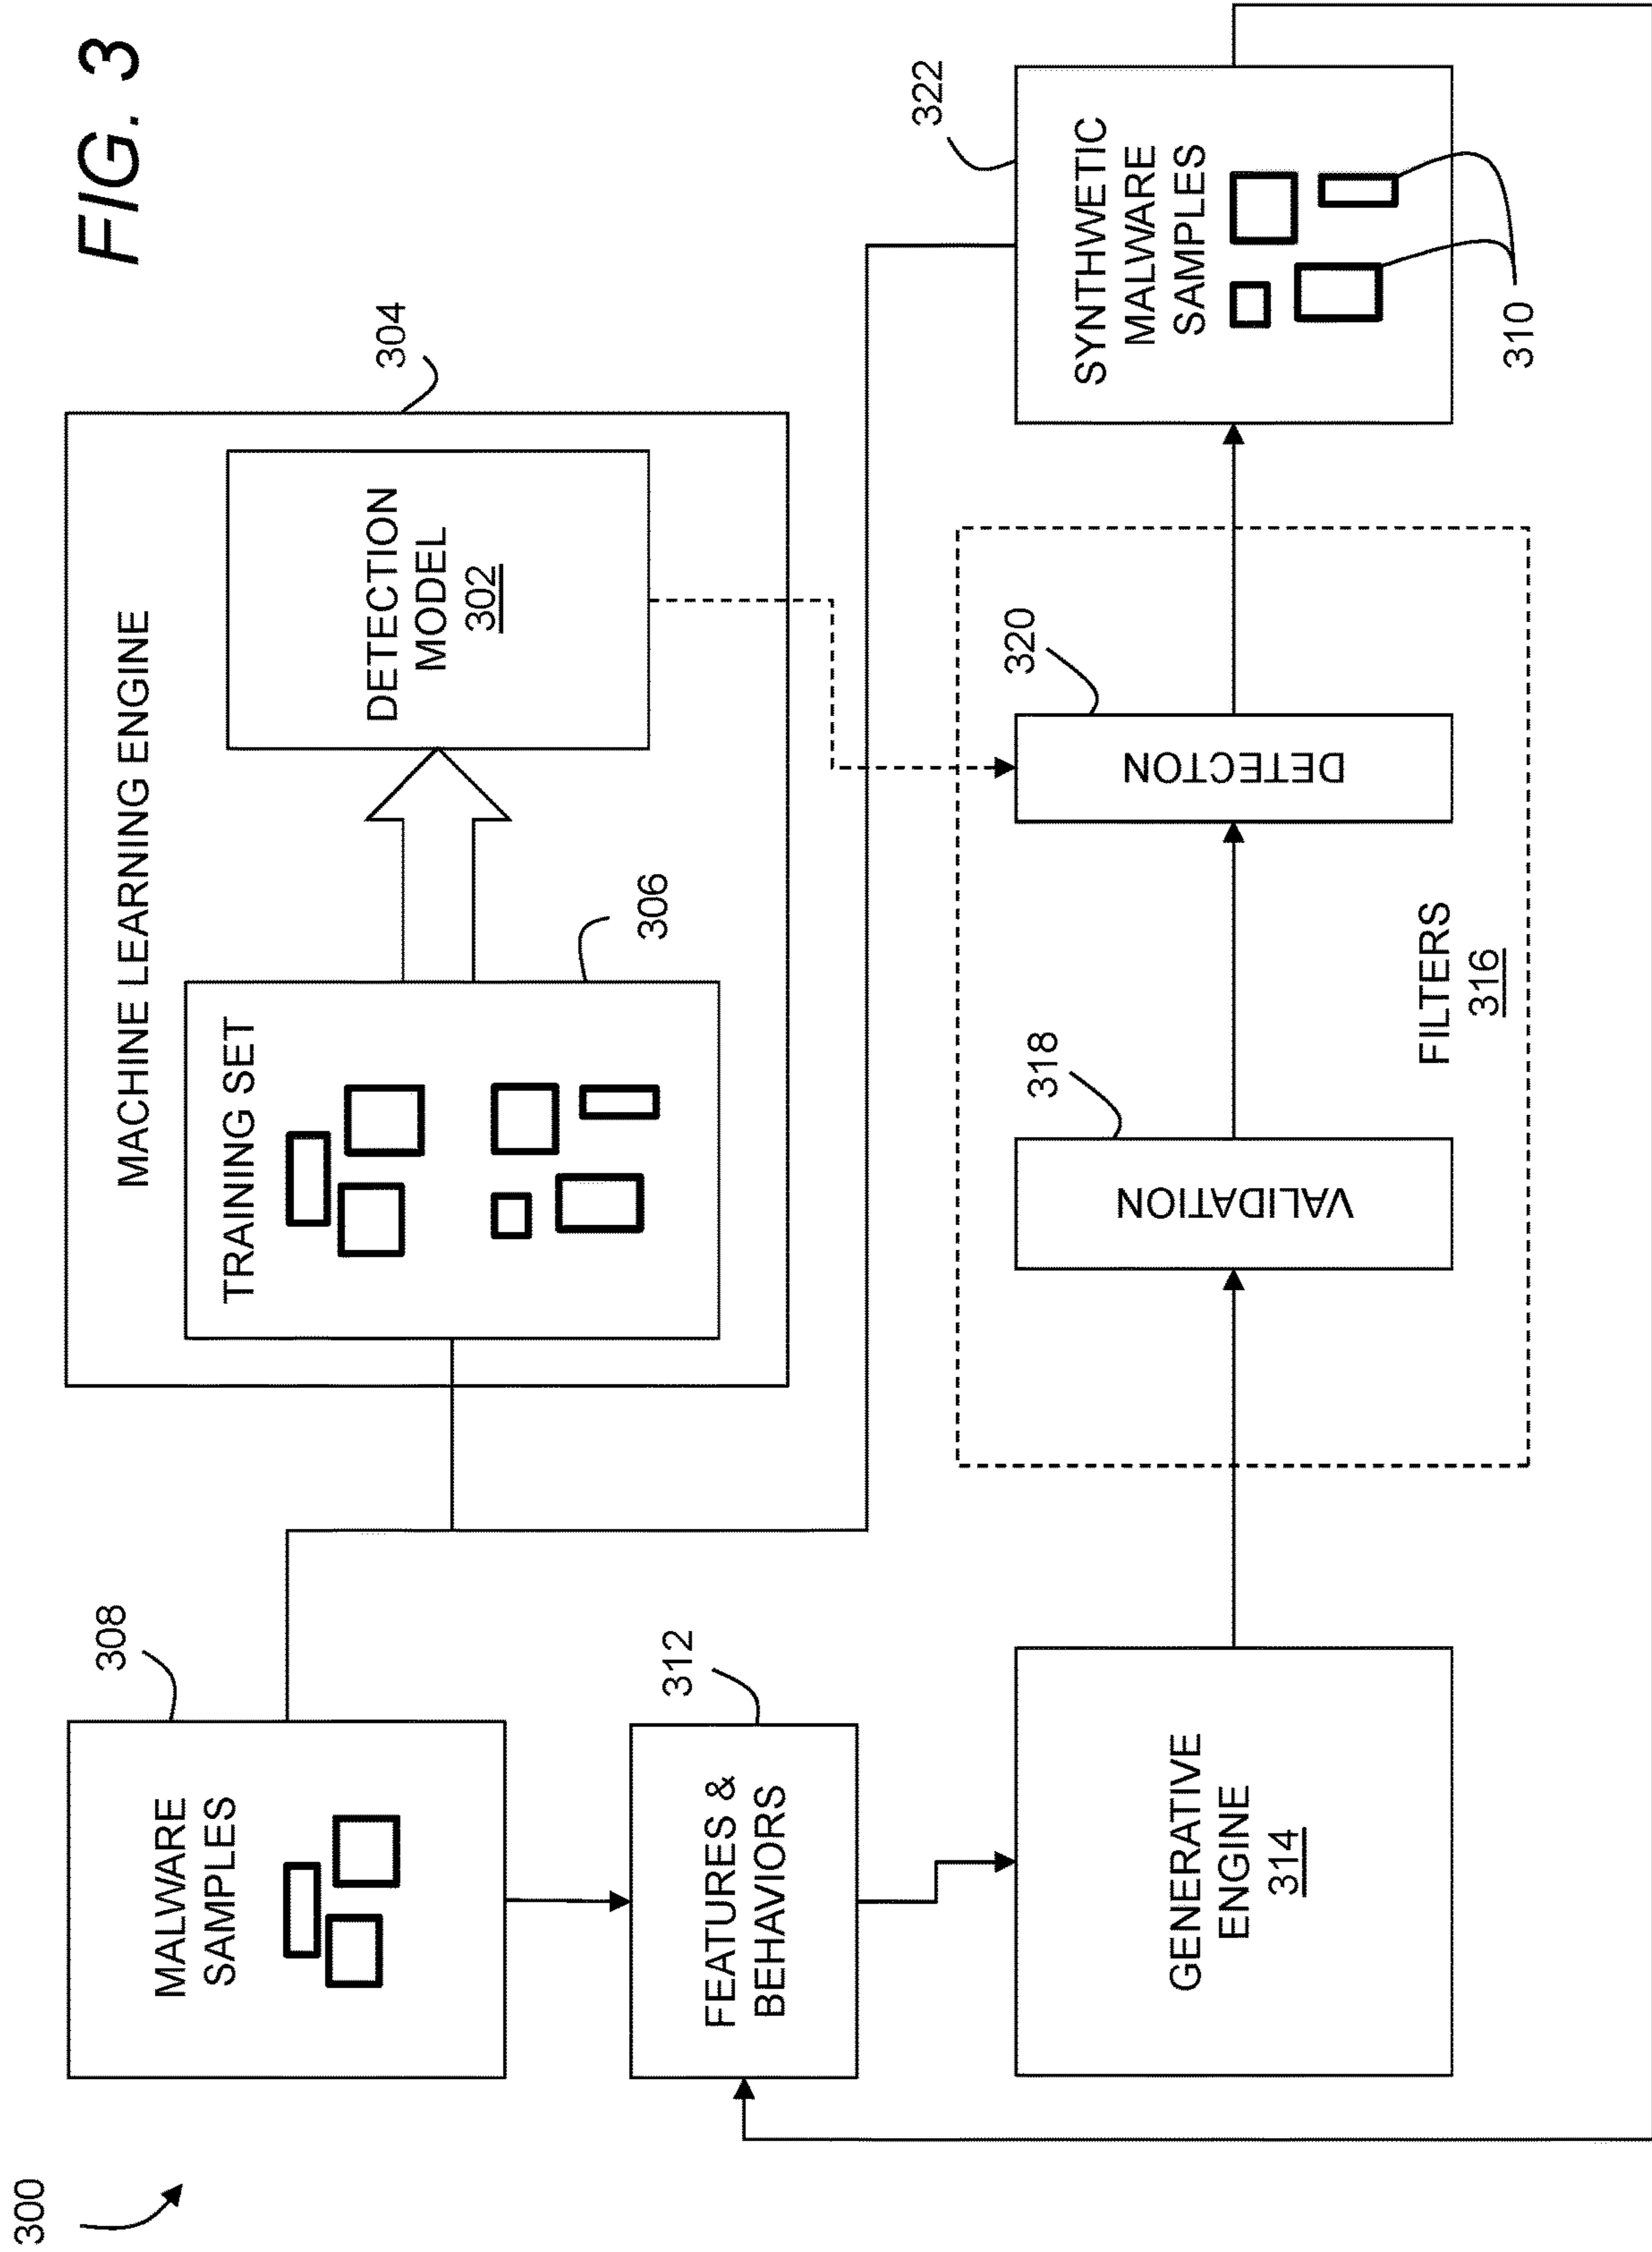 300
FIG. 3
308
MALWARE
SAMPLES
MACHINE LEARNING ENGINE
304
TRAINING SET
306
DETECTION
MODEL
302
312
FEATURES &
BEHAVIORS
GENERATIVE
ENGINE
314
318
VALIDATION
320
DETECTON
FILTERS
316
322
SYNTHWETIC
MALWARE
SAMPLES
310